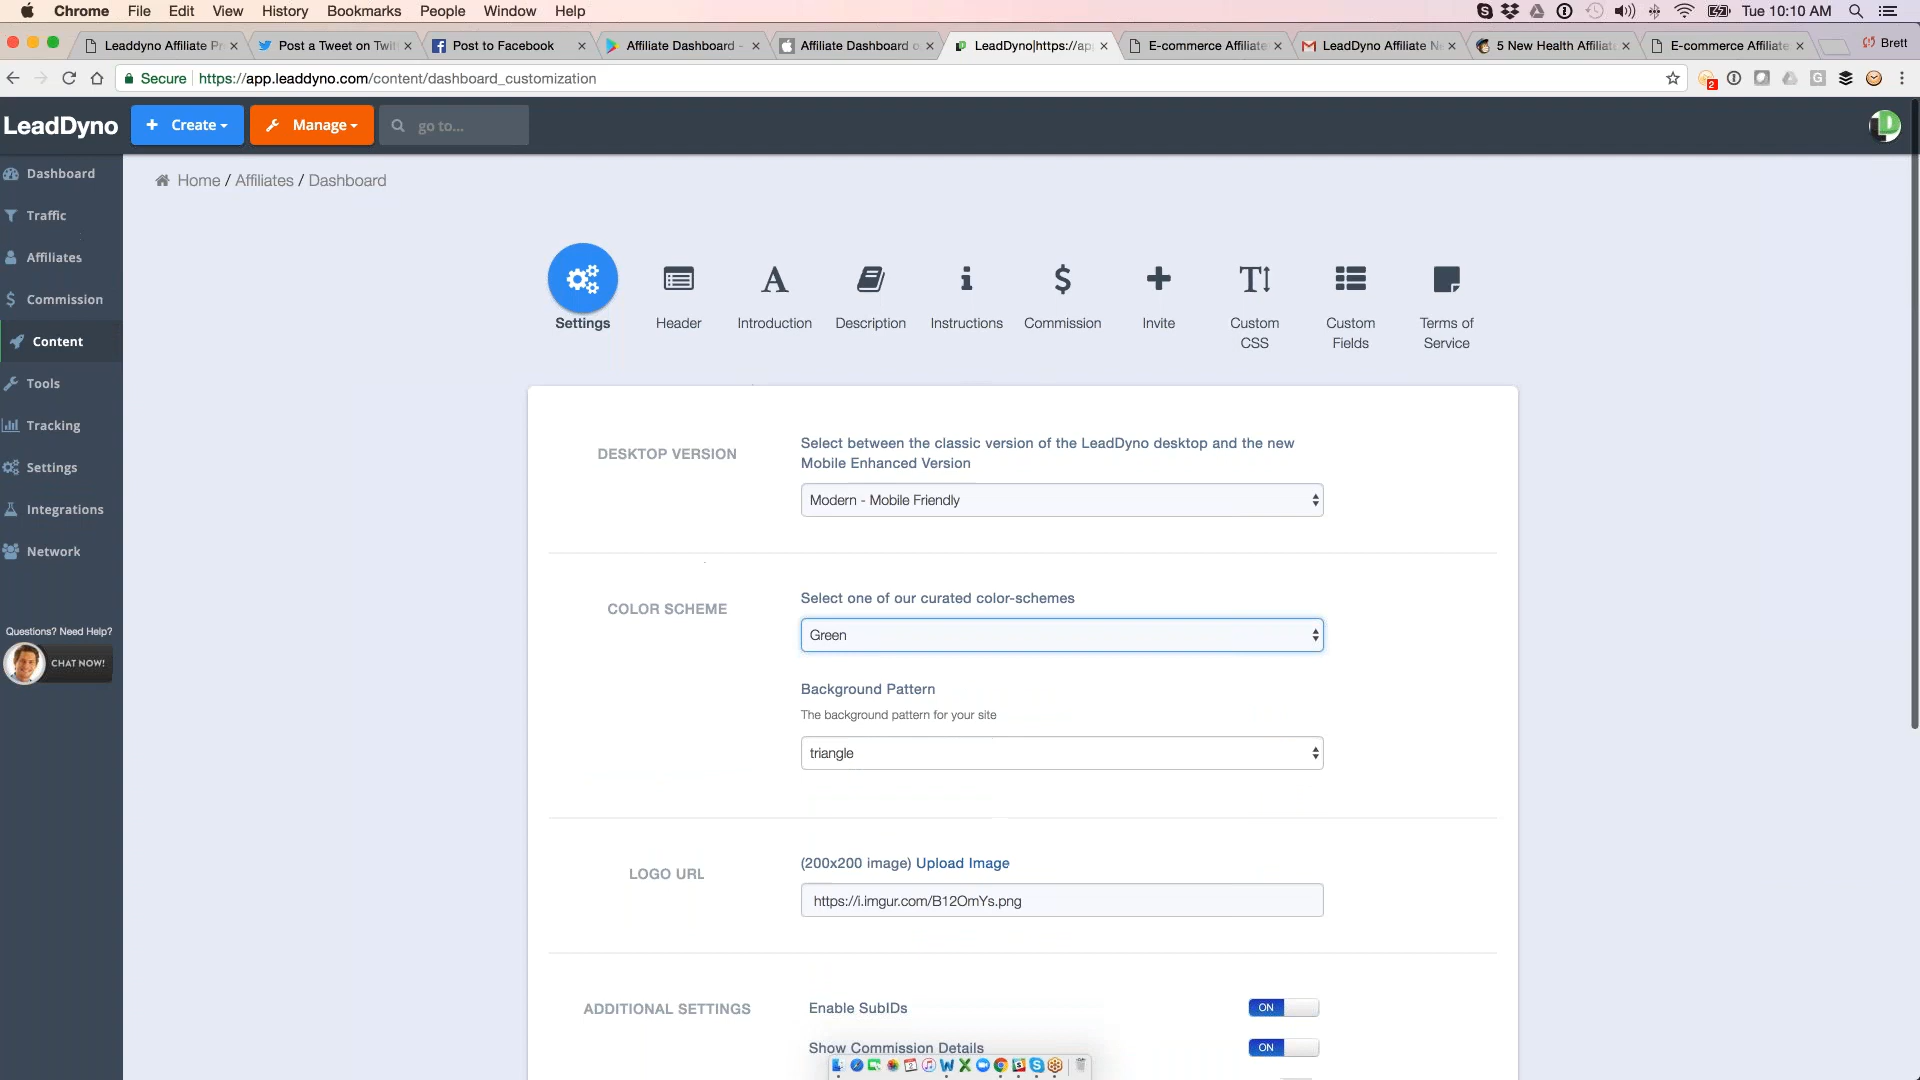 Chrome File Edit View History Bookmarks People Window Help Tue 10:10 AM
Leaddyno Affiliate Pr Post a Tweet on Twit Post to Facebook Affiliate Dashboard - Affiliate Dashboard o LeadDyno|https://app E-commerce Affiliate LeadDyno Affiliate Ne 5 New Health Affiliat E-commerce Affiliate Brett
Secure https://app.leaddyno.com/content/dashboard_customization 2
LeadDyno Create Manage go to...
Dashboard
Traffic
Affiliates
Commission
Content
Tools
Tracking
Settings
Integrations
Network
Questions? Need Help?
CHAT NOW!
Home / Affiliates / Dashboard
Settings
Header
Introduction
Description
Instructions
Commission
Invite
Custom
CSS
Custom
Fields
Terms of
Service
DESKTOP VERSION
Select between the classic version of the LeadDyno desktop and the new
Mobile Enhanced Version
Modern - Mobile Friendly
COLOR SCHEME
Select one of our curated color-schemes
Green
Background Pattern
The background pattern for your site
triangle
LOGO URL
(200x200 image) Upload Image
https://i.imgur.com/B12OmYs.png
ADDITIONAL SETTINGS
Enable SubIDs ON
Show Commission Details ON